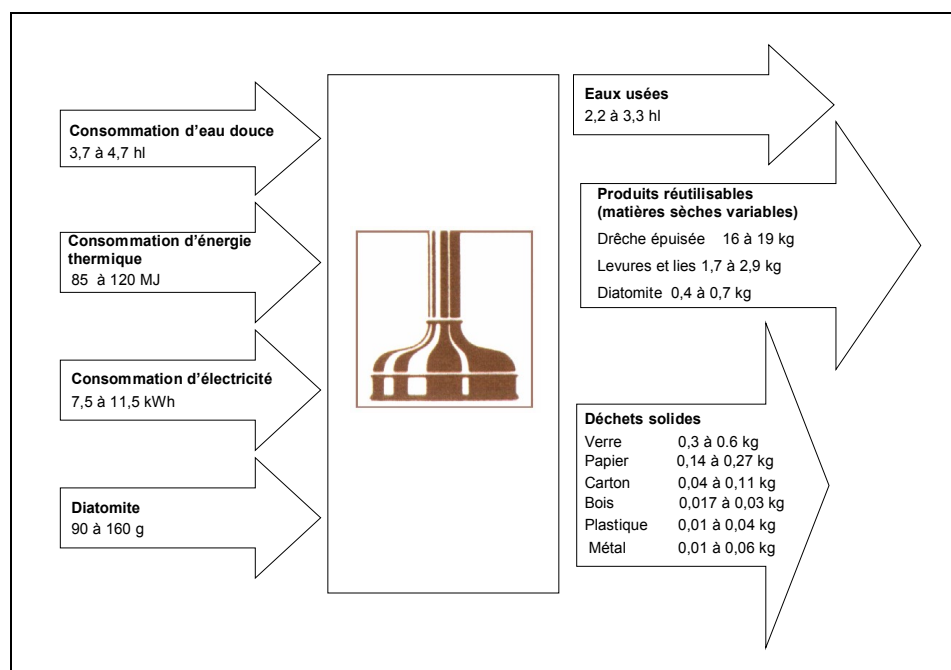 Consommation d'eau douce
3,7 à 4,7 hl
Consommation d'énergie
thermique
85 à 120 MJ
Consommation d'électricité
7,5 à 11,5 kWh
Diatomite
90 à 160 g
Eaux usées
2,2 à 3,3 hl
Produits réutilisables
(matières sèches variables)
Drêche épuisée 16 à 19 kg
Levures et lies 1,7 à 2,9 kg
Diatomite 0,4 à 0,7 kg
Déchets solides
Verre 0,3 à 0.6 kg
Papier 0,14 à 0,27 kg
Carton 0,04 à 0,11 kg
Bois 0,017 à 0,03 kg
Plastique 0,01 à 0,04 kg
Métal 0,01 à 0,06 kg